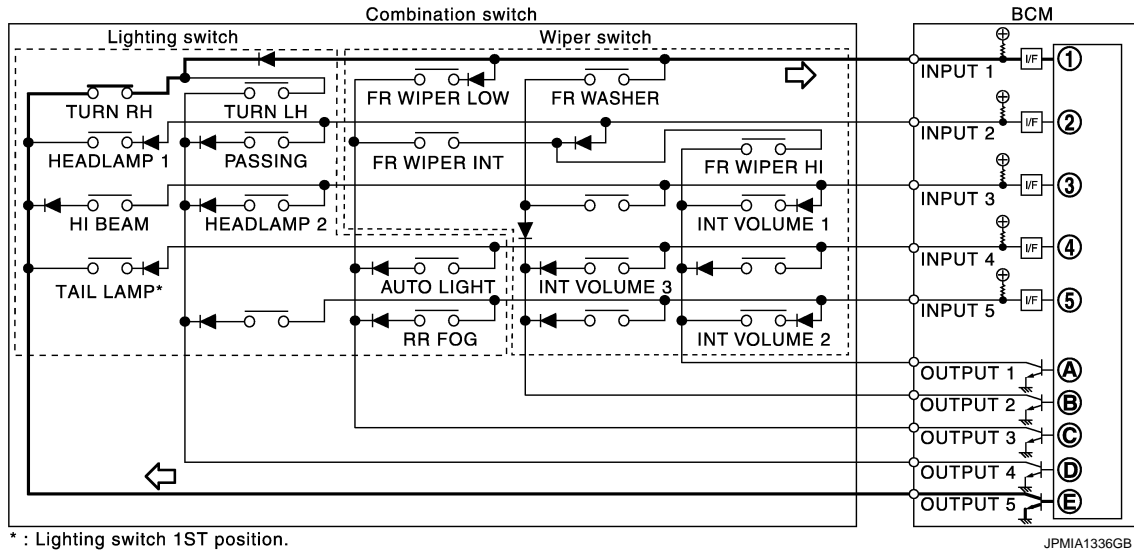 Combination switch
BCM
Lighting switch
Wiper switch
INPUT 1
I/F
1
TURN RH
TURN LH
FR WIPER LOW
FR WASHER
INPUT 2
I/F
2
HEADLAMP 1
PASSING
FR WIPER INT
FR WIPER HI
INPUT 3
I/F
3
HI BEAM
HEADLAMP 2
INT VOLUME 1
INPUT 4
I/F
4
TAIL LAMP*
AUTO LIGHT
INT VOLUME 3
INPUT 5
I/F
5
RR FOG
INT VOLUME 2
OUTPUT 1
A
OUTPUT 2
B
OUTPUT 3
C
OUTPUT 4
D
OUTPUT 5
E
* : Lighting switch 1ST position.
JPMIA1336GB